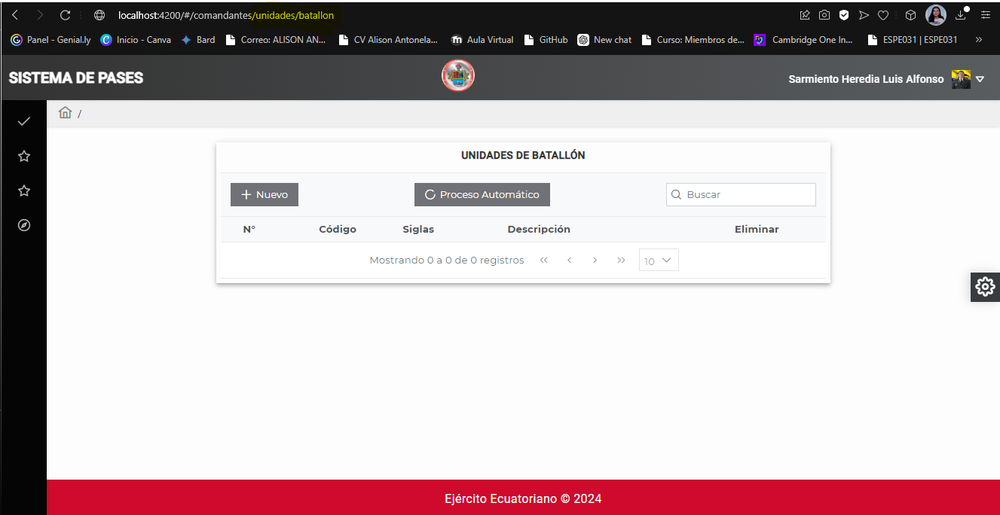 localhost:4200/#/comandantes/unidades/batallon
Panel - Genial.ly Inicio - Canva Bard Correo: ALISON AN... CV Alison Antonela... Aula Virtual GitHub New chat Curso: Miembros de... Cambridge One In... ESPE031 | ESPE031 »
SISTEMA DE PASES
Sarmiento Heredia Luis Alfonso
/
UNIDADES DE BATALLÓN
+ Nuevo
Proceso Automático
Buscar
N° Código Siglas Descripción Eliminar
Mostrando 0 a 0 de 0 registros « ‹ › » 10
Ejército Ecuatoriano © 2024